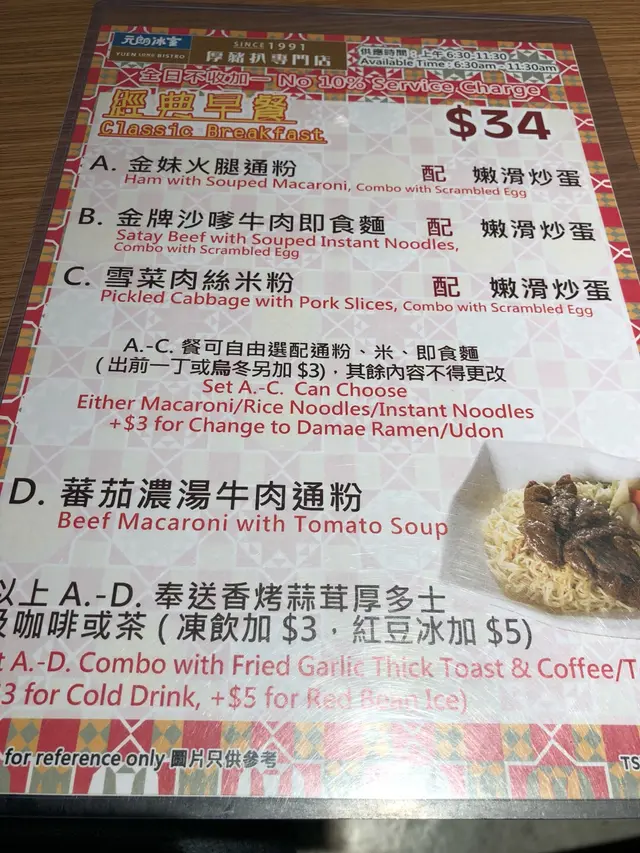 元朗冰室
YUEN LONG BISTRO
SINCE 1991
厚豬扒專門店
供應時間：上午 6:30-11:30
Available Time : 6:30am ~ 11:30am
全日不收加一 No 10% Service Charge
經典早餐
Classic Breakfast
$34
A. 金妹火腿通粉 配 嫩滑炒蛋
Ham with Souped Macaroni, Combo with Scrambled Egg
B. 金牌沙嗲牛肉即食麵 配 嫩滑炒蛋
Satay Beef with Souped Instant Noodles,
Combo with Scrambled Egg
C. 雪菜肉絲米粉 配 嫩滑炒蛋
Pickled Cabbage with Pork Slices, Combo with Scrambled Egg
A.-C. 餐可自由選配通粉、米、即食麵
( 出前一丁或烏冬另加 $3)，其餘內容不得更改
Set A.-C. Can Choose
Either Macaroni/Rice Noodles/Instant Noodles
+$3 for Change to Damae Ramen/Udon
D. 蕃茄濃湯牛肉通粉
Beef Macaroni with Tomato Soup
以上 A.-D. 奉送香烤蒜茸厚多士
及咖啡或茶 ( 凍飲加 $3，紅豆冰加 $5)
A.-D. Combo with Fried Garlic Thick Toast & Coffee/T
3 for Cold Drink, +$5 for Red Bean Ice)
for reference only 圖片只供參考
TS